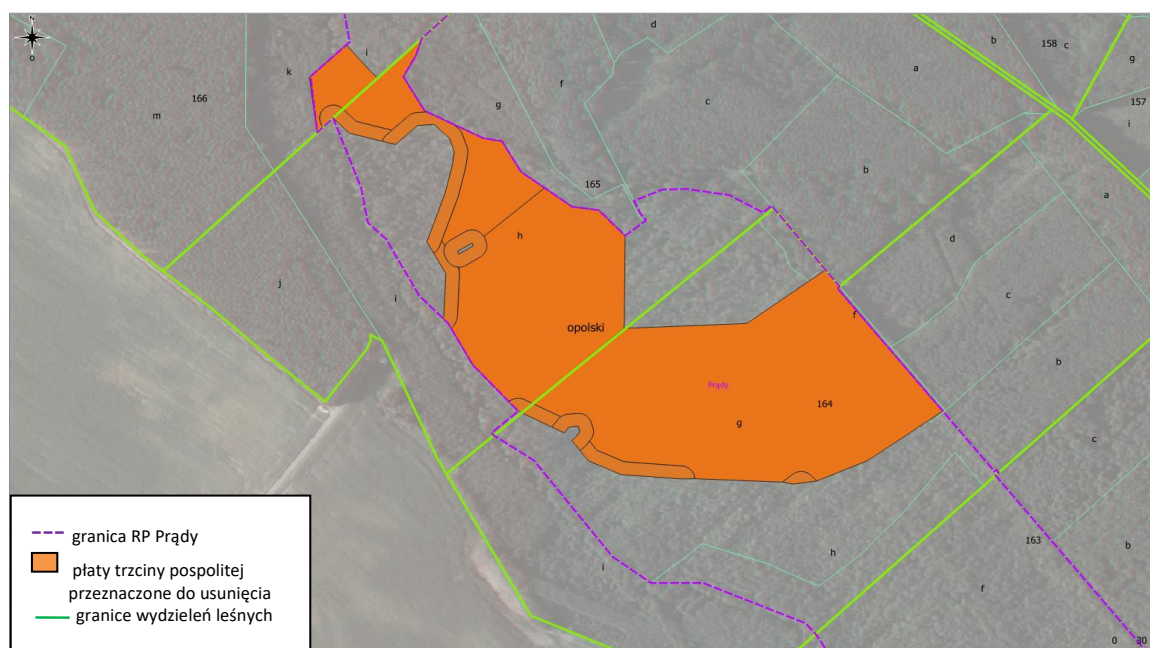 N
d
b
158
c
i
a
g
k
f
166
g
c
157
m
i
165
b
a
h
d
j
i
c
opolski
f
b
Prądy
164
g
c
granica RP Prądy
163
h
b
płaty trzciny pospolitej
i
f
przeznaczone do usunięcia
granice wydzieleń leśnych
0 30